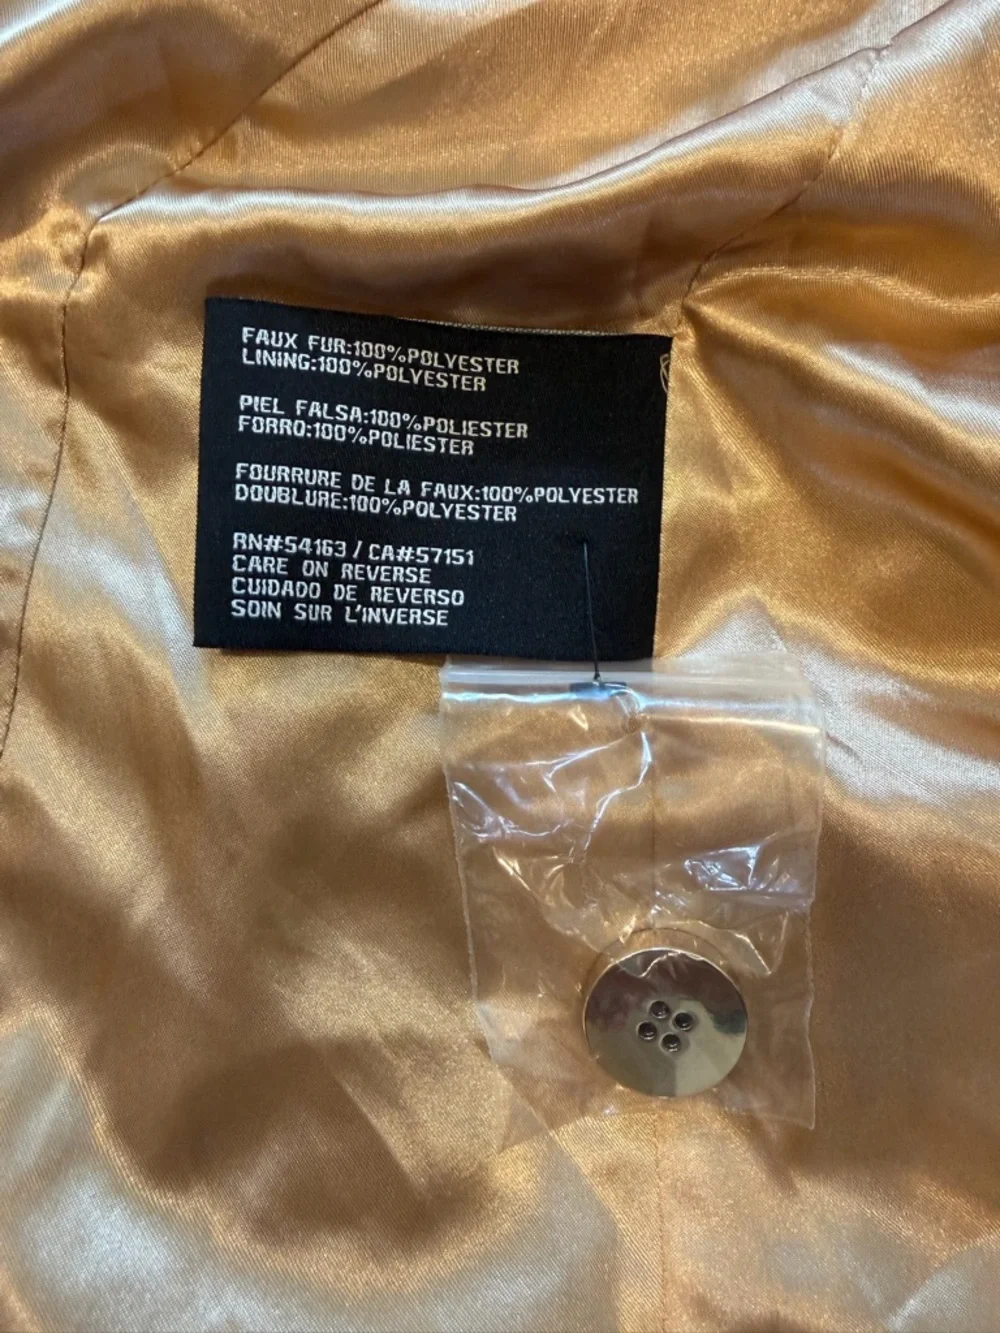 FAUX FUR:100%POLYESTER
LINING:100%POLYESTER
PIEL FALSA:100%POLIESTER
FORRO:100%POLIESTER
FOURRURE DE LA FAUX:100%POLYESTER
DOUBLURE:100%POLYESTER
RN#54163 / CA#57151
CARE ON REVERSE
CUIDADO DE REVERSO
SOIN SUR L'INVERSE